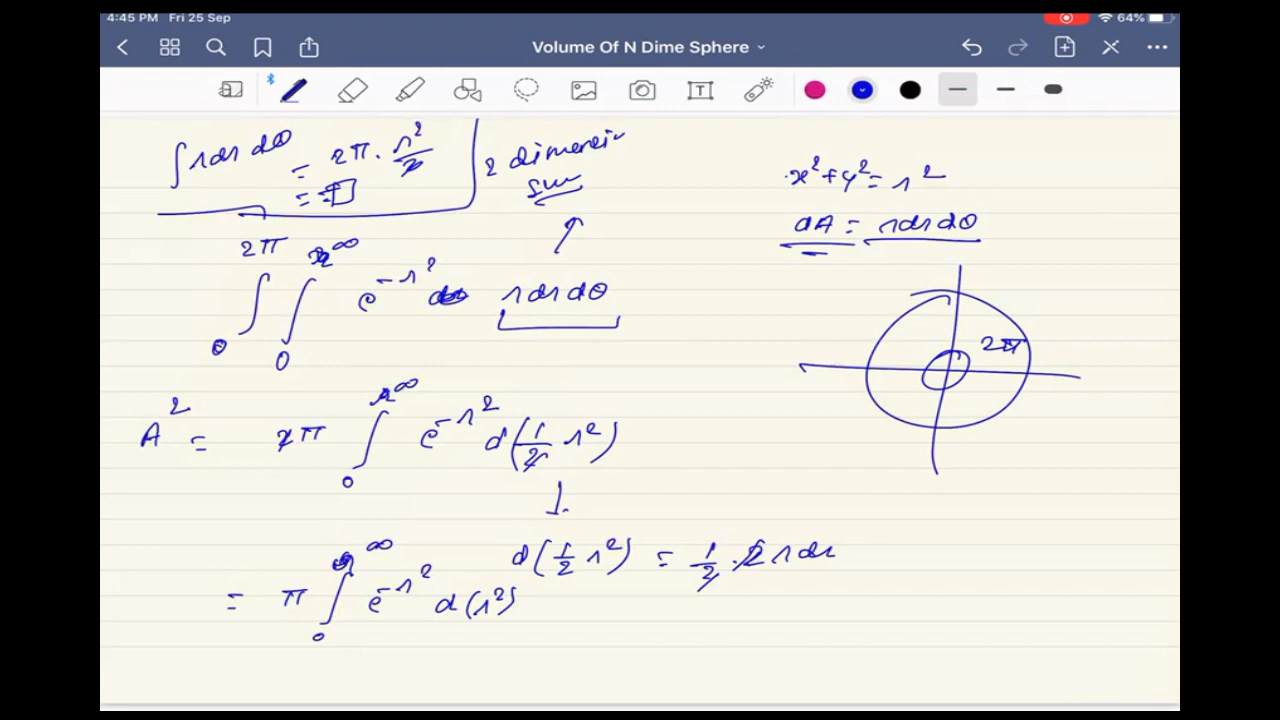 4:45 PM Fri 25 Sep 64%
Volume Of N Dime Sphere
∫ r dr dθ = 2π · r²/2
=
2 dimensi
x² + y² = r²
dA = r dr dθ
2π ∞
∫ ∫ e^{-r²} r dr dθ
0 0
2π
A² = 2π ∫₀^∞ e^{-r²} d(1/2 r²)
d(1/2 r²) = 1/2 · 2 r dr
= π ∫₀^∞ e^{-r²} d(r²)